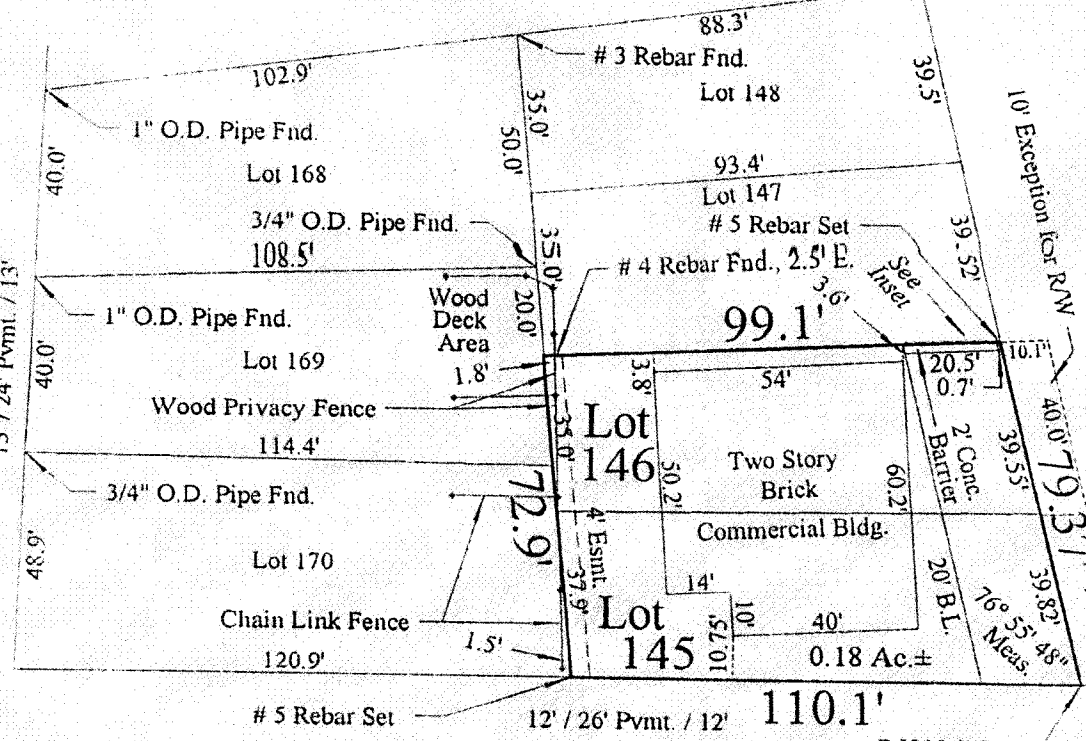 88.3'
# 3 Rebar Fnd.
102.9'
39.5'
35.0'
Lot 148
10' Exception for R/W
1" O.D. Pipe Fnd.
50.0'
40.0'
Lot 168
93.4'
Lot 147
3/4" O.D. Pipe Fnd.
# 5 Rebar Set
39.52'
108.5'
35.0'
# 4 Rebar Fnd., 2.5' E.
See
Inset
3.6'
Wood
Deck
Area
20.0'
99.1'
1" O.D. Pipe Fnd.
24' Pvmt. / 13'
40.0'
Lot 169
1.8'
3.8'
54'
20.5'
0.7'
10.1'
Wood Privacy Fence
35.0'
Lot
146
40.0'
79.37'
114.4'
50.2'
Two Story
Brick
Commercial Bldg.
60.2'
2' Conc.
Barrier
39.55'
3/4" O.D. Pipe Fnd.
72.9'
4' Esmt.
48.9'
Lot 170
14'
20' B.L.
39.82'
76° 55' 48"
Meas.
Chain Link Fence
37.9'
Lot
145
10'
40'
1.5'
10.75'
0.18 Ac.±
120.9'
# 5 Rebar Set
12' / 26' Pvmt. / 12'
110.1'